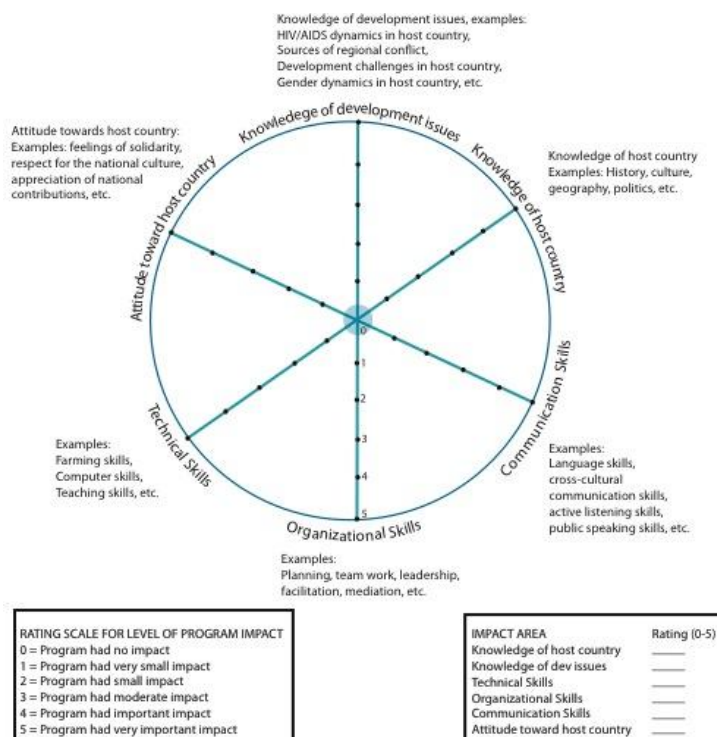 Knowledge of development issues, examples:
HIV/AIDS dynamics in host country,
Sources of regional conflict,
Development challenges in host country,
Gender dynamics in host country, etc.
Attitude towards host country:
Examples: feelings of solidarity,
respect for the national culture,
appreciation of national
contributions, etc.
Knowledege of development issues
Knowledge of host country
Knowledge of host country
Examples: History, culture,
geography, politics, etc.
Attitude toward host country
0
1
2
3
4
5
Technical Skills
Examples:
Farming skills,
Computer skills,
Teaching skills, etc.
Communication Skills
Examples:
Language skills,
cross-cultural
communication skills,
active listening skills,
public speaking skills, etc.
Organizational Skills
Examples:
Planning, team work, leadership,
facilitation, mediation, etc.
RATING SCALE FOR LEVEL OF PROGRAM IMPACT
0 = Program had no impact
1 = Program had very small impact
2 = Program had small impact
3 = Program had moderate impact
4 = Program had important impact
5 = Program had very important impact
IMPACT AREA Rating (0-5)
Knowledge of host country _____
Knowledge of dev issues _____
Technical Skills _____
Organizational Skills _____
Communication Skills _____
Attitude toward host country _____